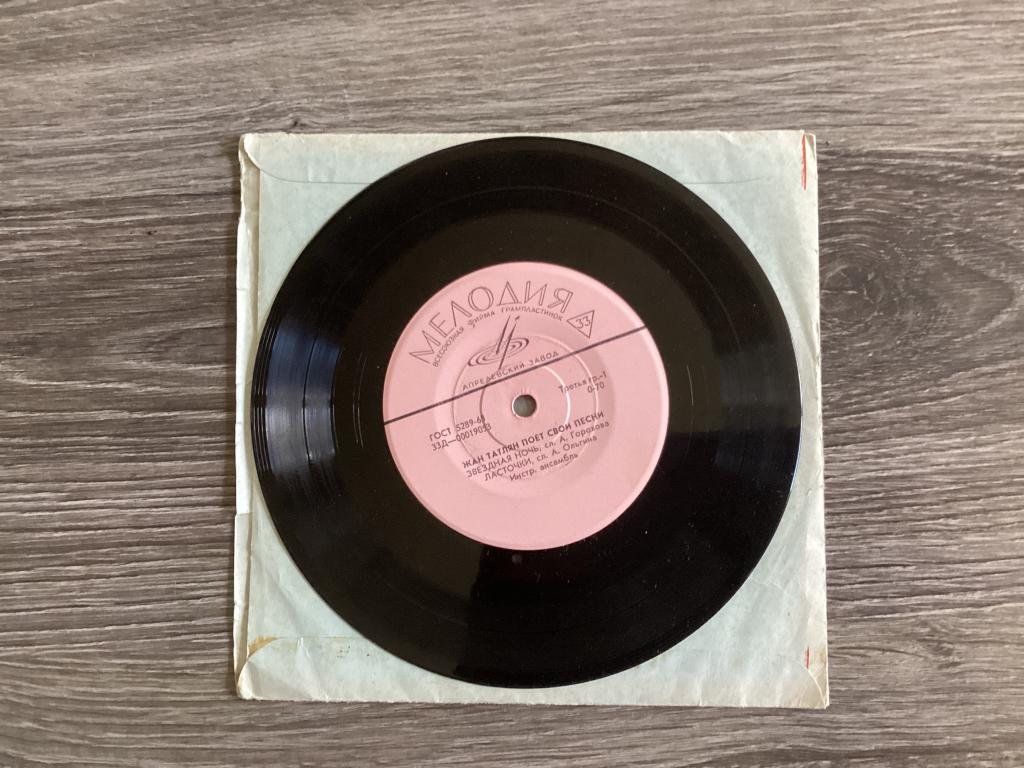 МЕЛОДИЯ
ВСЕСОЮЗНАЯ ФИРМА ГРАМПЛАСТИНОК
33
АПРЕЛЕВСКИЙ ЗАВОД
Третья гр.-1
0-70
ГОСТ 5289-68
33Д—00019053
ЖАН ТАТЛЯН ПОЕТ СВОИ ПЕСНИ
ЗВЕЗДНАЯ НОЧЬ, сл. А. Горохова
ЛАСТОЧКИ, сл. А. Ольгина
Инстр. ансамбль